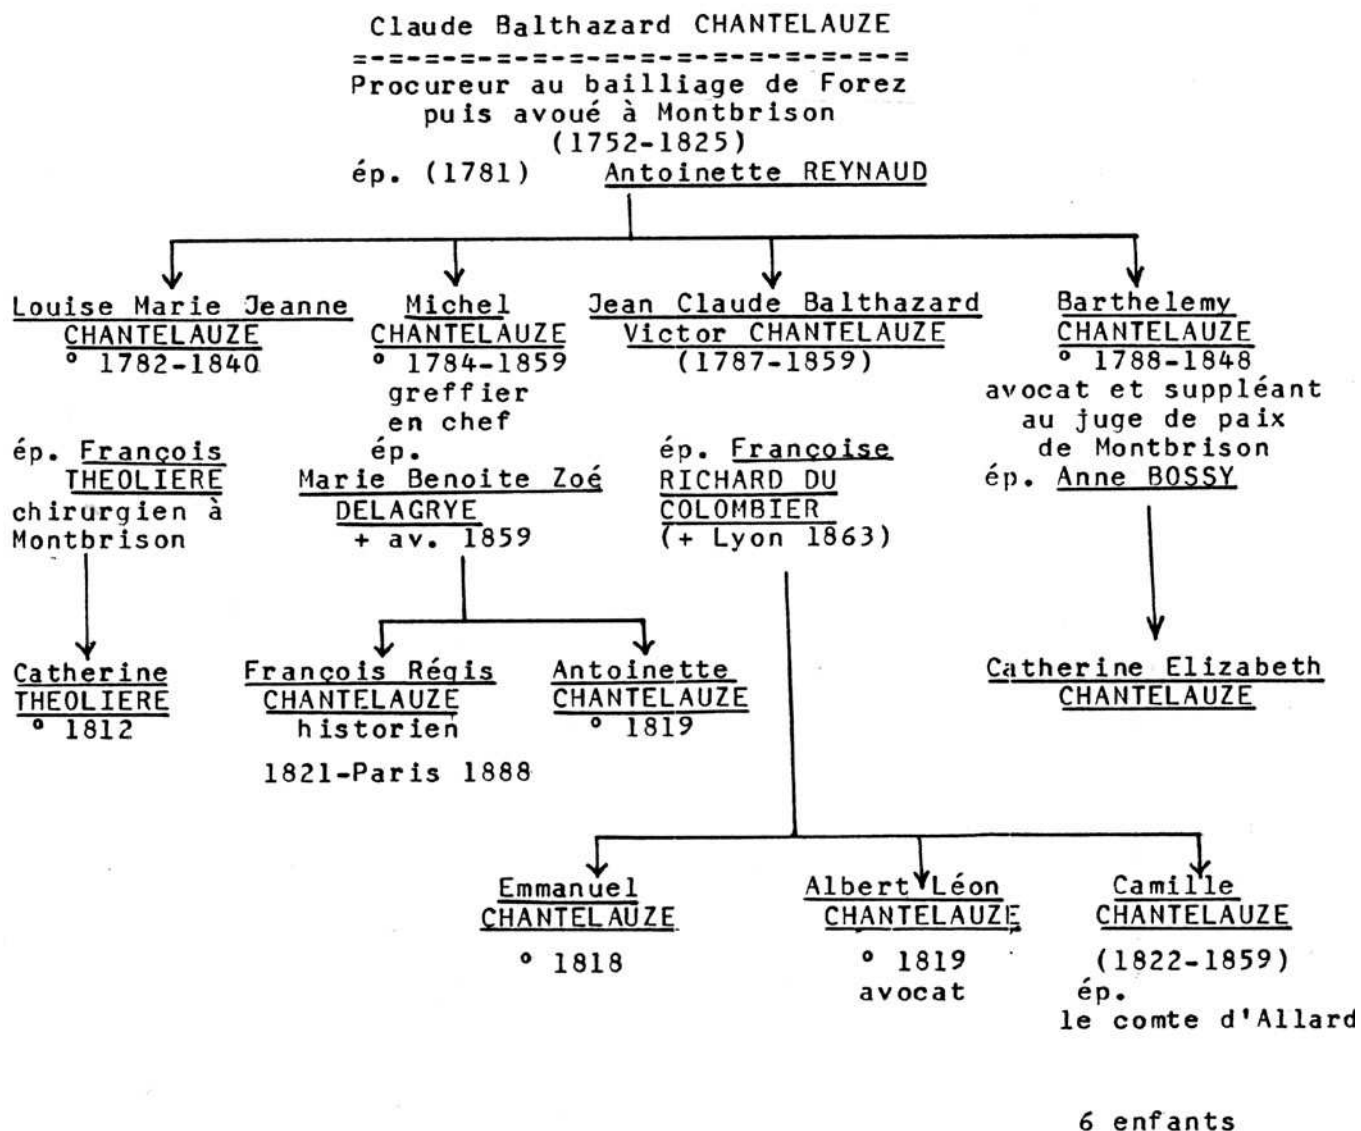 Claude Balthazard CHANTELAUZE
=-=-=-=-=-=-=-=-=-=-=-=-=-=-=-=
Procureur au bailliage de Forez
puis avoué à Montbrison
(1752-1825)
ép. (1781) Antoinette REYNAUD
Louise Marie Jeanne
CHANTELAUZE
° 1782-1840
ép. François
THEOLIERE
chirurgien à
Montbrison
Michel
CHANTELAUZE
° 1784-1859
greffier
en chef
ép.
Marie Benoite Zoé
DELAGRYE
+ av. 1859
Jean Claude Balthazard
Victor CHANTELAUZE
(1787-1859)
ép. Françoise
RICHARD DU
COLOMBIER
(+ Lyon 1863)
Barthelemy
CHANTELAUZE
° 1788-1848
avocat et suppléant
au juge de paix
de Montbrison
ép. Anne BOSSY
Catherine
THEOLIERE
° 1812
François Régis
CHANTELAUZE
historien
1821-Paris 1888
Antoinette
CHANTELAUZE
° 1819
Catherine Elizabeth
CHANTELAUZE
Emmanuel
CHANTELAUZE
° 1818
Albert Léon
CHANTELAUZE
° 1819
avocat
Camille
CHANTELAUZE
(1822-1859)
ép.
le comte d'Allard
6 enfants